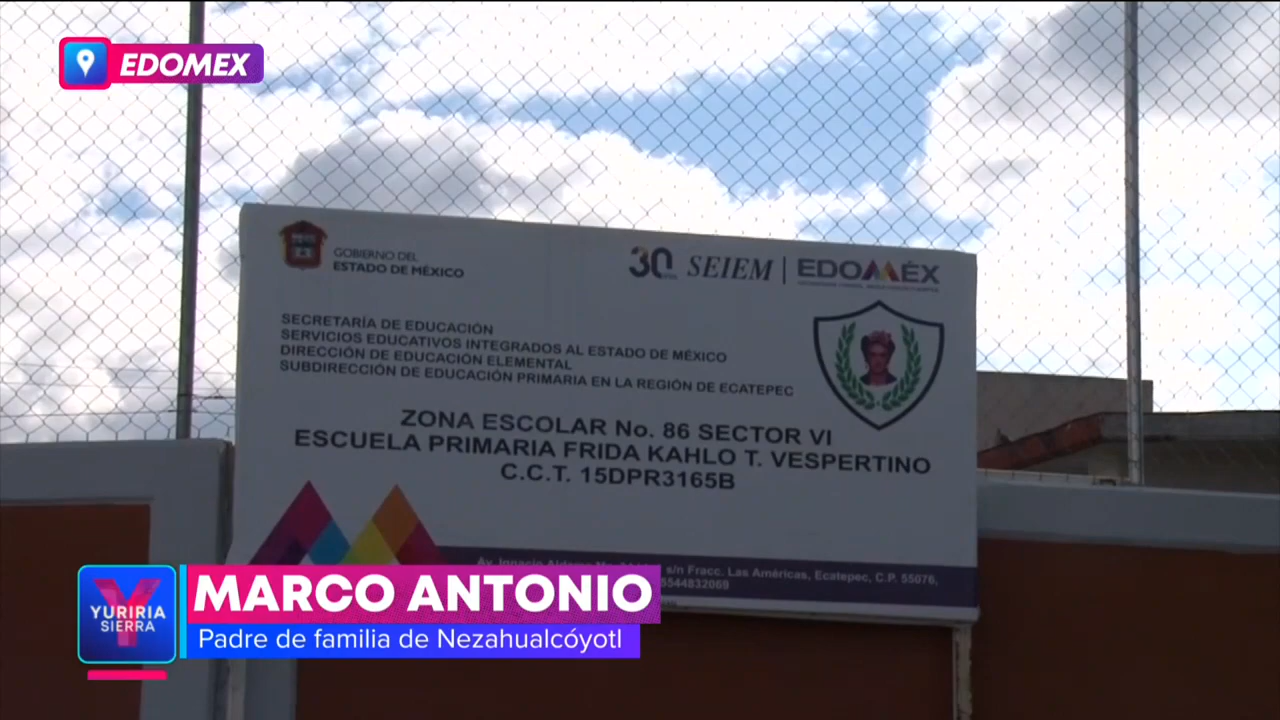 EDOMEX
GOBIERNO DEL
ESTADO DE MÉXICO
30 SEIEM | EDOMÉX
SECRETARÍA DE EDUCACIÓN
SERVICIOS EDUCATIVOS INTEGRADOS AL ESTADO DE MÉXICO
DIRECCIÓN DE EDUCACIÓN ELEMENTAL
SUBDIRECCIÓN DE EDUCACIÓN PRIMARIA EN LA REGIÓN DE ECATEPEC
ZONA ESCOLAR No. 86 SECTOR VI
ESCUELA PRIMARIA FRIDA KAHLO T. VESPERTINO
C.C.T. 15DPR3165B
Av. Ignacio s/n Fracc. Las Américas, Ecatepec, C.P. 55076,
5544832069
YURIRIA
SIERRA
MARCO ANTONIO
Padre de familia de Nezahualcóyotl